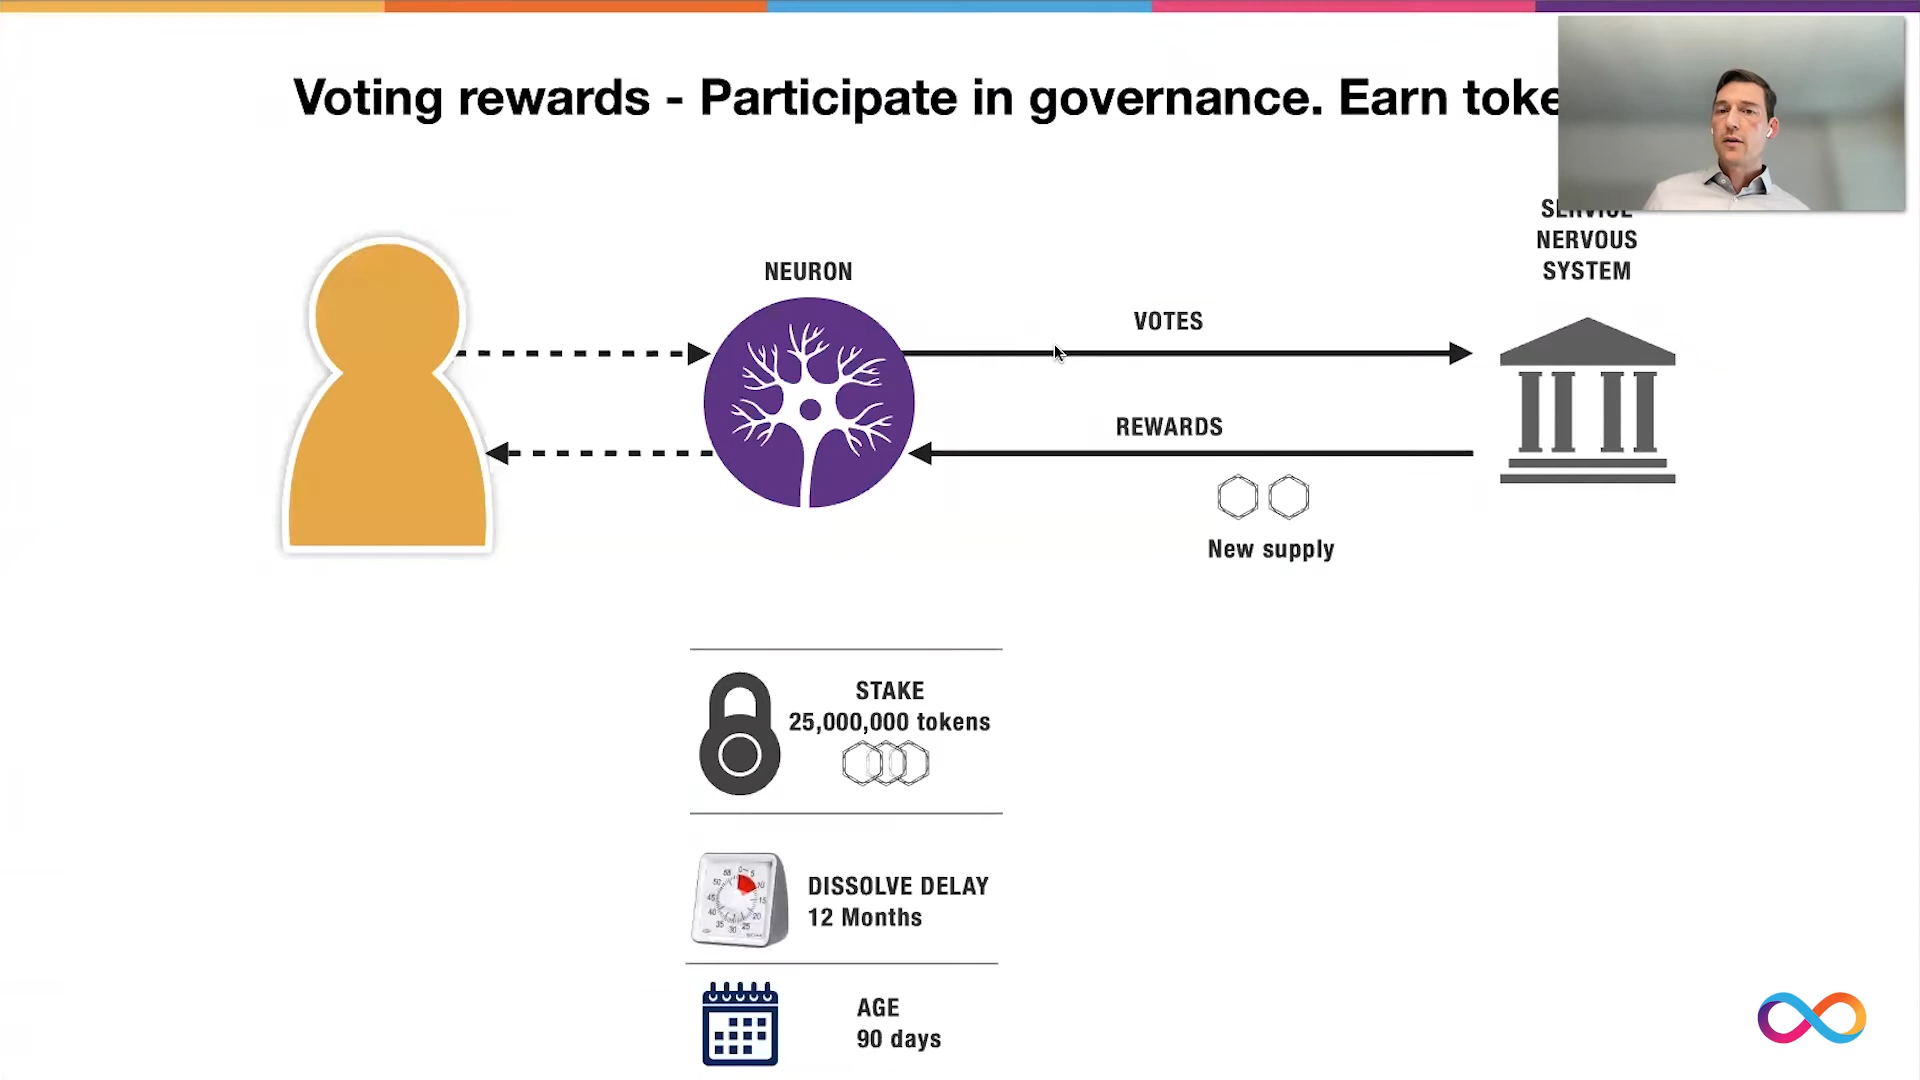 Voting rewards - Participate in governance. Earn toke
SERVICE
NERVOUS
SYSTEM
NEURON
VOTES
REWARDS
New supply
STAKE
25,000,000 tokens
DISSOLVE DELAY
12 Months
AGE
90 days